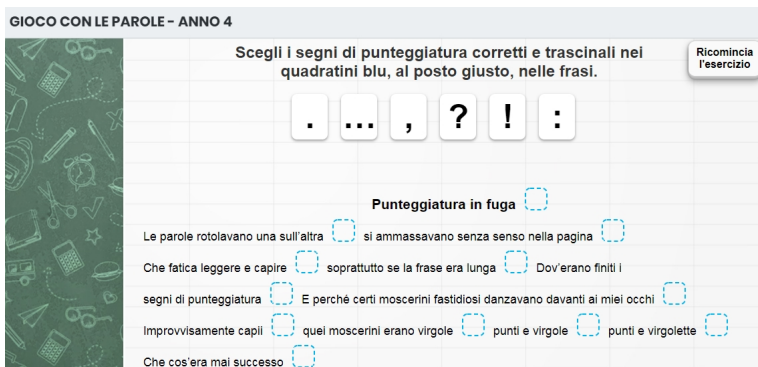 GIOCO CON LE PAROLE - ANNO 4
Scegli i segni di punteggiatura corretti e trascinali nei
quadratini blu, al posto giusto, nelle frasi.
Ricomincia
l'esercizio
. ... , ? ! :
Punteggiatura in fuga
Le parole rotolavano una sull'altra si ammassavano senza senso nella pagina
Che fatica leggere e capire soprattutto se la frase era lunga Dov'erano finiti i
segni di punteggiatura E perché certi moscerini fastidiosi danzavano davanti ai miei occhi
Improvvisamente capii quei moscerini erano virgole punti e virgole punti e virgolette
Che cos'era mai successo